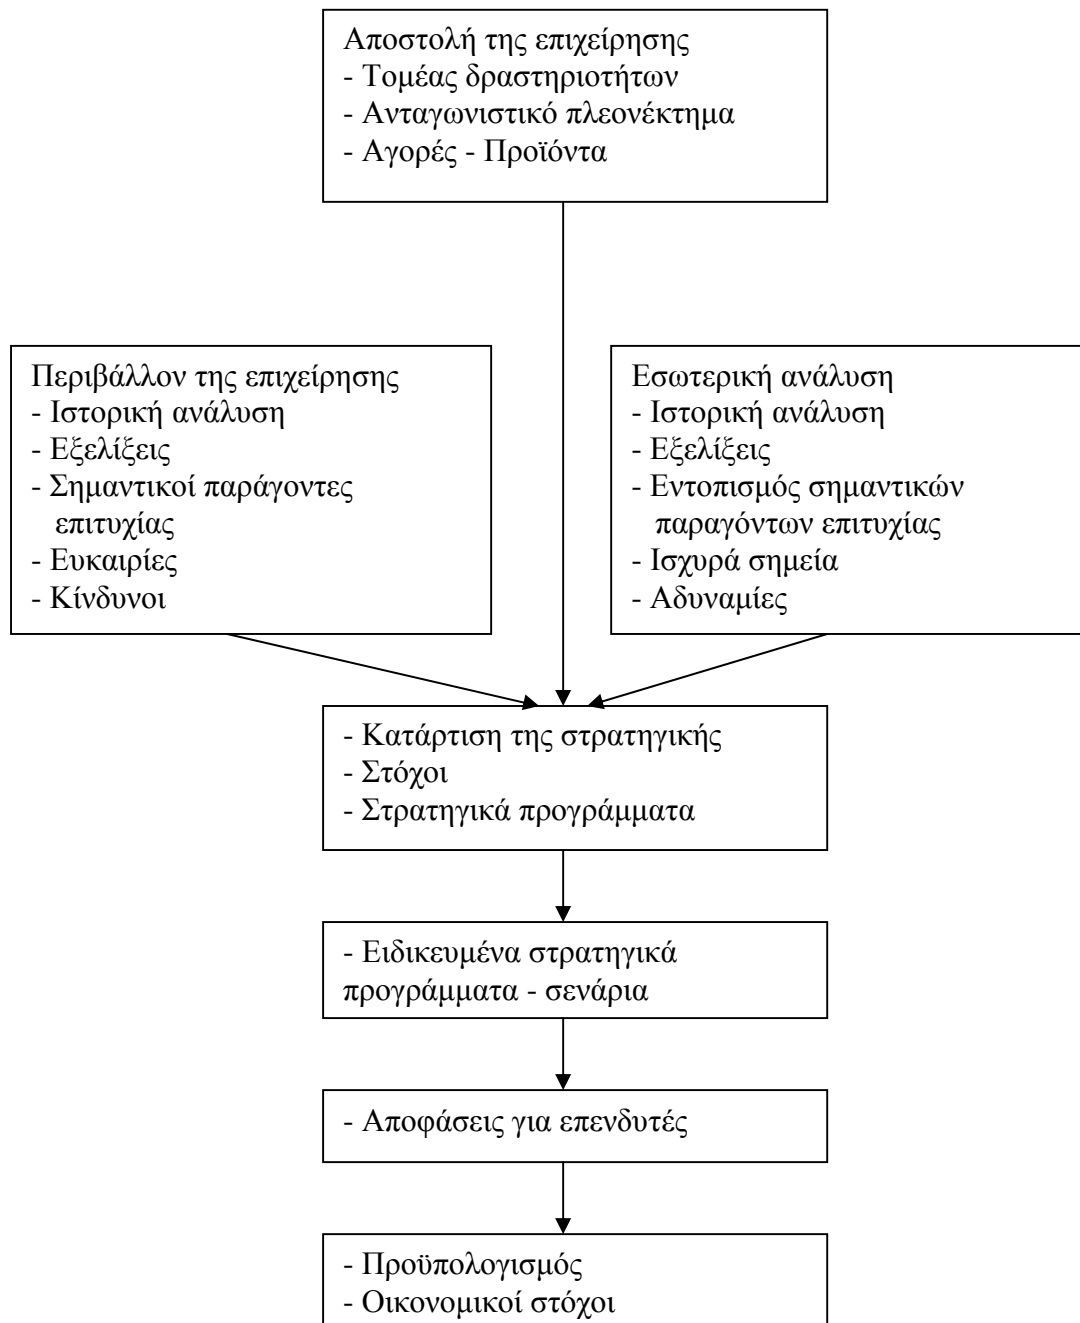 Αποστολή της επιχείρησης
- Τομέας δραστηριοτήτων
- Ανταγωνιστικό πλεονέκτημα
- Αγορές - Προϊόντα
Περιβάλλον της επιχείρησης
- Ιστορική ανάλυση
- Εξελίξεις
- Σημαντικοί παράγοντες
επιτυχίας
- Ευκαιρίες
- Κίνδυνοι
Εσωτερική ανάλυση
- Ιστορική ανάλυση
- Εξελίξεις
- Εντοπισμός σημαντικών
παραγόντων επιτυχίας
- Ισχυρά σημεία
- Αδυναμίες
- Κατάρτιση της στρατηγικής
- Στόχοι
- Στρατηγικά προγράμματα
- Ειδικευμένα στρατηγικά
προγράμματα - σενάρια
- Αποφάσεις για επενδυτές
- Προϋπολογισμός
- Οικονομικοί στόχοι